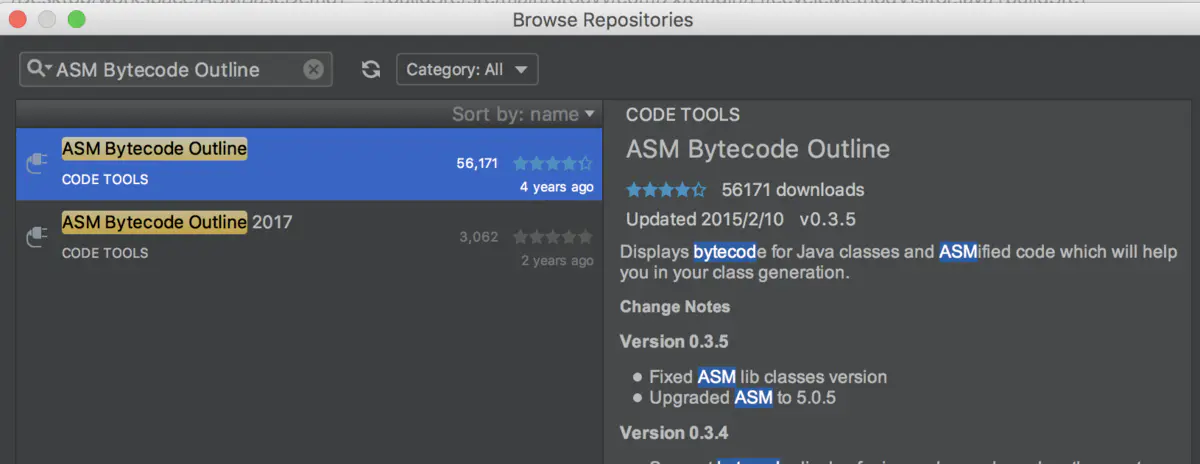 Browse Repositories
ASM Bytecode Outline
Category: All
Sort by: name
ASM Bytecode Outline
56,171
CODE TOOLS
4 years ago
ASM Bytecode Outline 2017
3,062
CODE TOOLS
2 years ago
CODE TOOLS
ASM Bytecode Outline
56171 downloads
Updated 2015/2/10 v0.3.5
Displays bytecode for Java classes and ASMified code which will help
you in your class generation.
Change Notes
Version 0.3.5
● Fixed ASM lib classes version
● Upgraded ASM to 5.0.5
Version 0.3.4